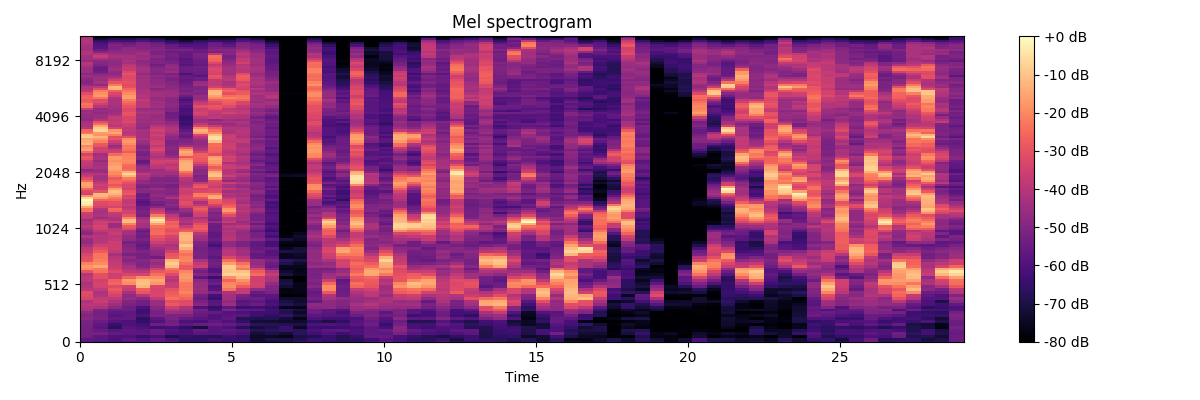 Mel spectrogram
Hz
8192
4096
2048
1024
512
0
0 5 10 15 20 25
Time
+0 dB
-10 dB
-20 dB
-30 dB
-40 dB
-50 dB
-60 dB
-70 dB
-80 dB